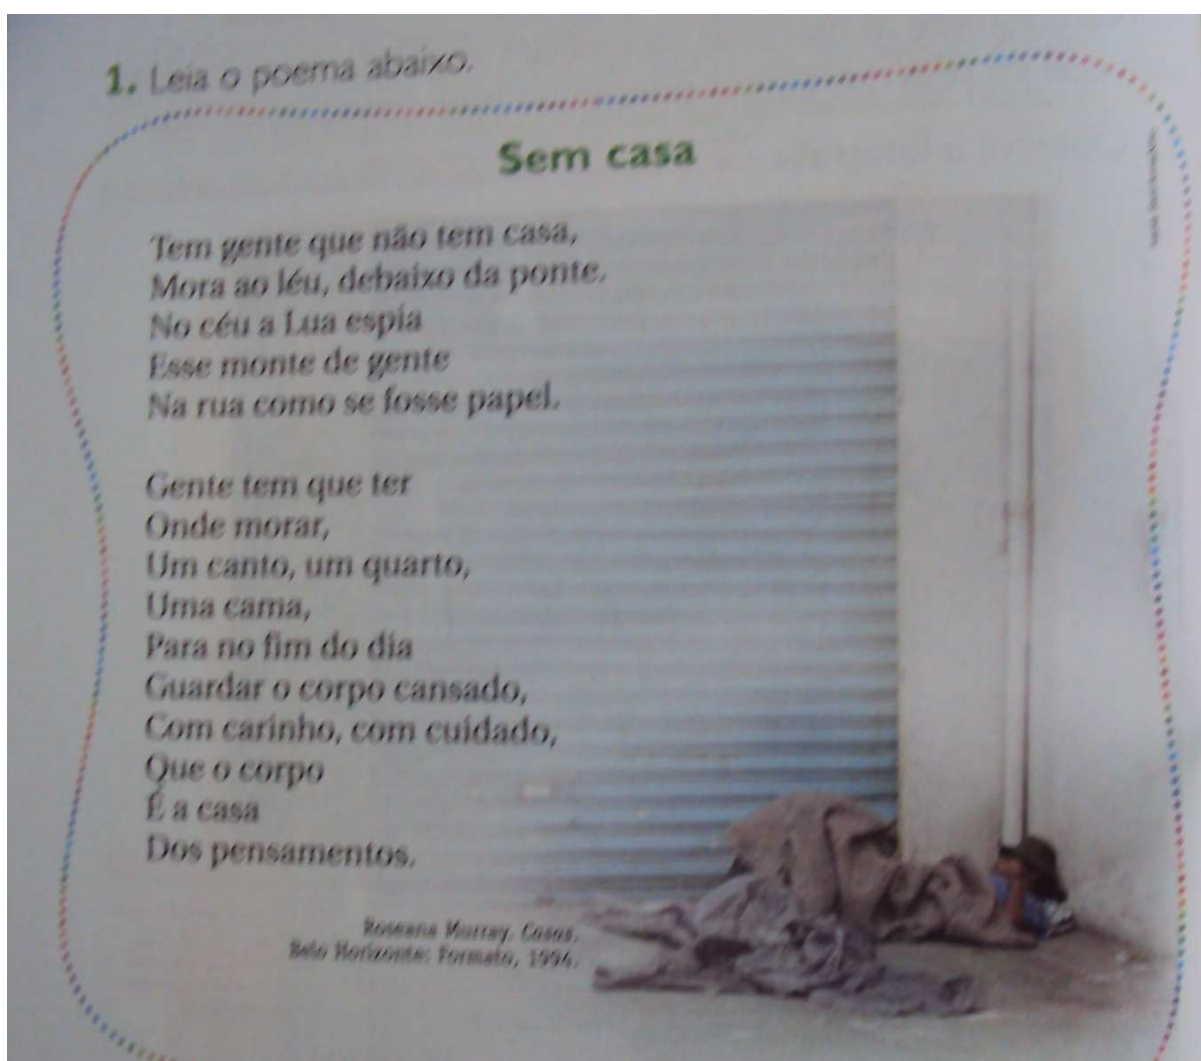 1. Leia o poema abaixo.
Sem casa
Tem gente que não tem casa,
Mora ao léu, debaixo da ponte.
No céu a Lua espia
Esse monte de gente
Na rua como se fosse papel.
Gente tem que ter
Onde morar,
Um canto, um quarto,
Uma cama,
Para no fim do dia
Guardar o corpo cansado,
Com carinho, com cuidado,
Que o corpo
É a casa
Dos pensamentos.
Roseana Murray. Casas.
Belo Horizonte: Formato, 1994.